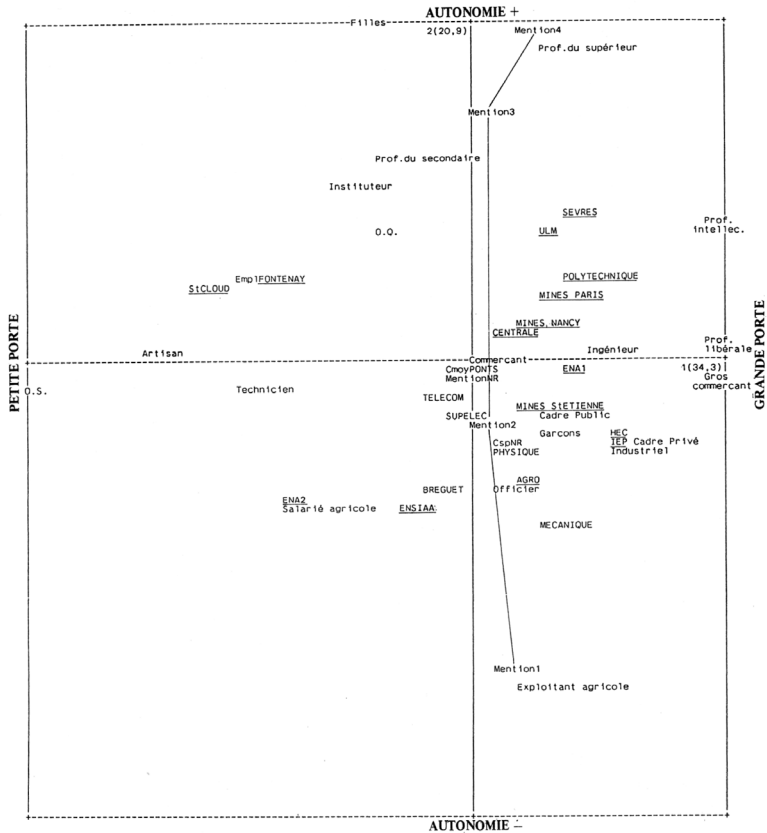 AUTONOMIE +
Filles
2(20,9)
Mention4
Prof.du supérieur
Mention3
Prof.du secondaire
Instituteur
SEVRES
O.Q.
ULM
Prof.
intellec.
Empl FONTENAY
StCLOUD
POLYTECHNIQUE
MINES PARIS
MINES, NANCY
CENTRALE
PETITE PORTE
GRANDE PORTE
Artisan
Commercant
Ingénieur
Prof.
libérale
CmoyPONTS
ENA1
1(34,3)
MentionNR
Gros
commercant
O.S.
Technicien
TELECOM
MINES StETIENNE
SUPELEC
Cadre Public
Mention2
Garcons
HEC
CspNR
IEP Cadre Privé
PHYSIQUE
Industriel
AGRO
BREGUET
Officier
ENA2
Salarié agricole
ENSIAA
MECANIQUE
Mention1
Exploitant agricole
AUTONOMIE –